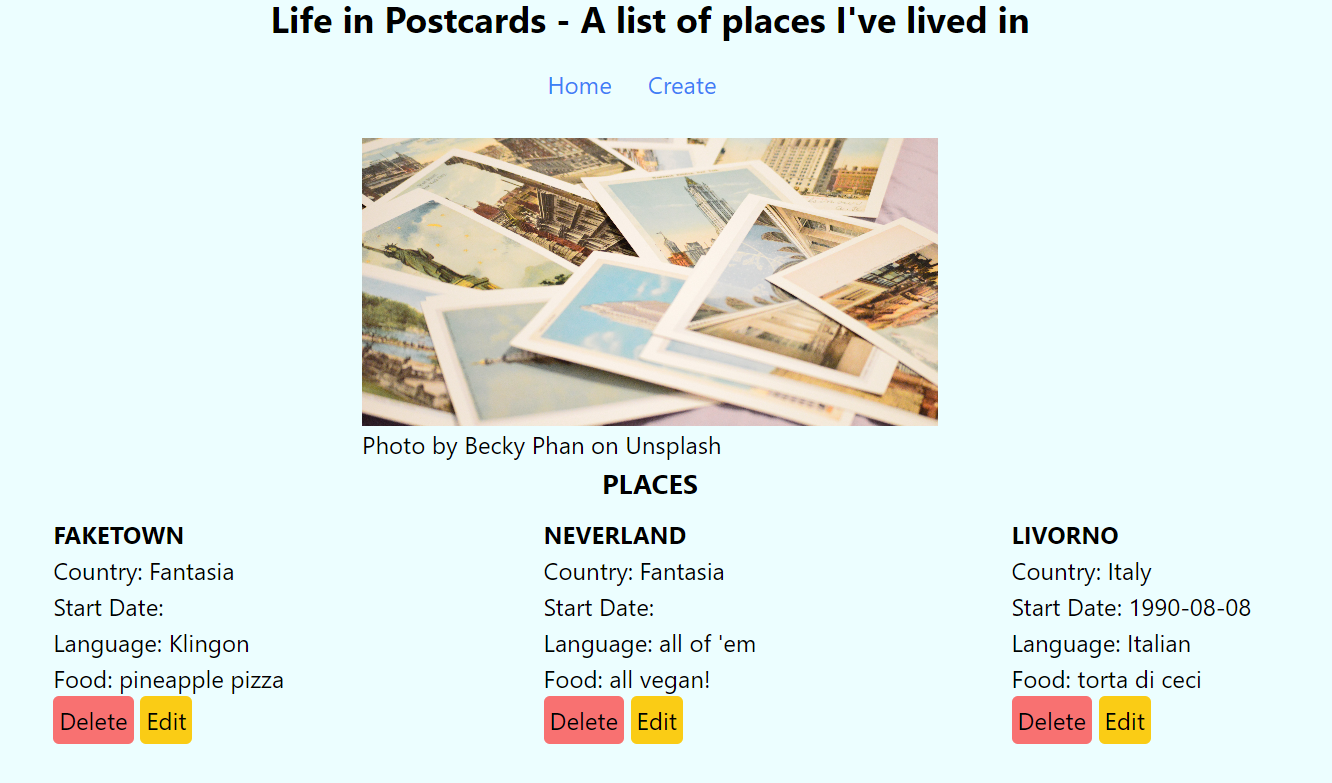 Life in Postcards - A list of places I've lived in
Home Create
Photo by Becky Phan on Unsplash
PLACES
FAKETOWN
Country: Fantasia
Start Date:
Language: Klingon
Food: pineapple pizza
Delete Edit
NEVERLAND
Country: Fantasia
Start Date:
Language: all of 'em
Food: all vegan!
Delete Edit
LIVORNO
Country: Italy
Start Date: 1990-08-08
Language: Italian
Food: torta di ceci
Delete Edit